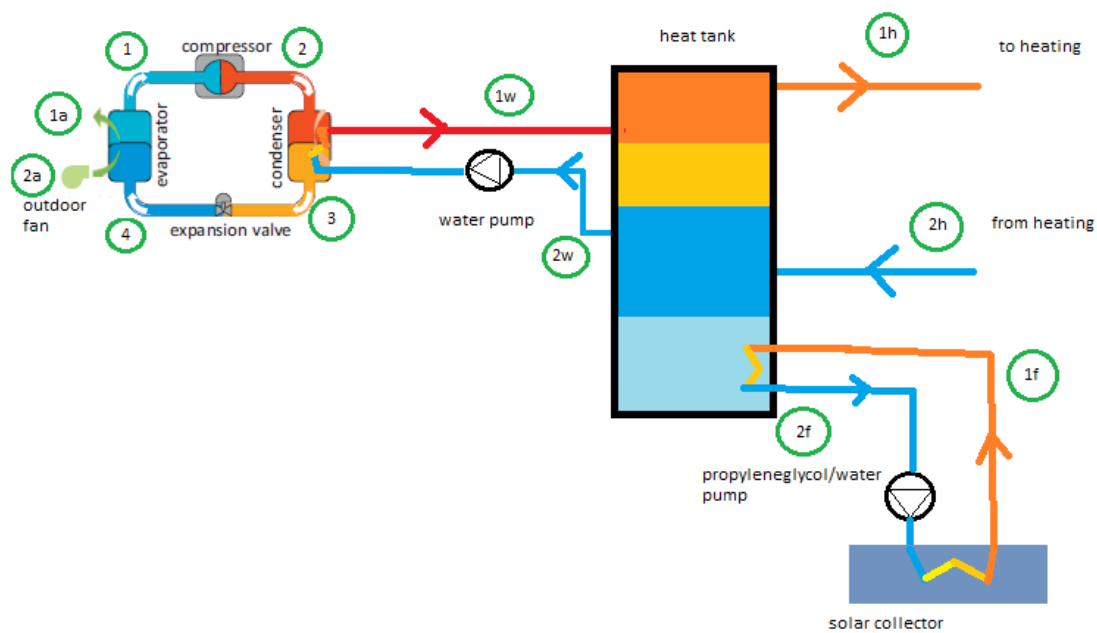 1
compressor
2
heat tank
1h
to heating
1a
evaporator
condenser
1w
2a
outdoor
fan
4
expansion valve
3
water pump
2w
2h
from heating
1f
2f
propyleneglycol/water
pump
solar collector